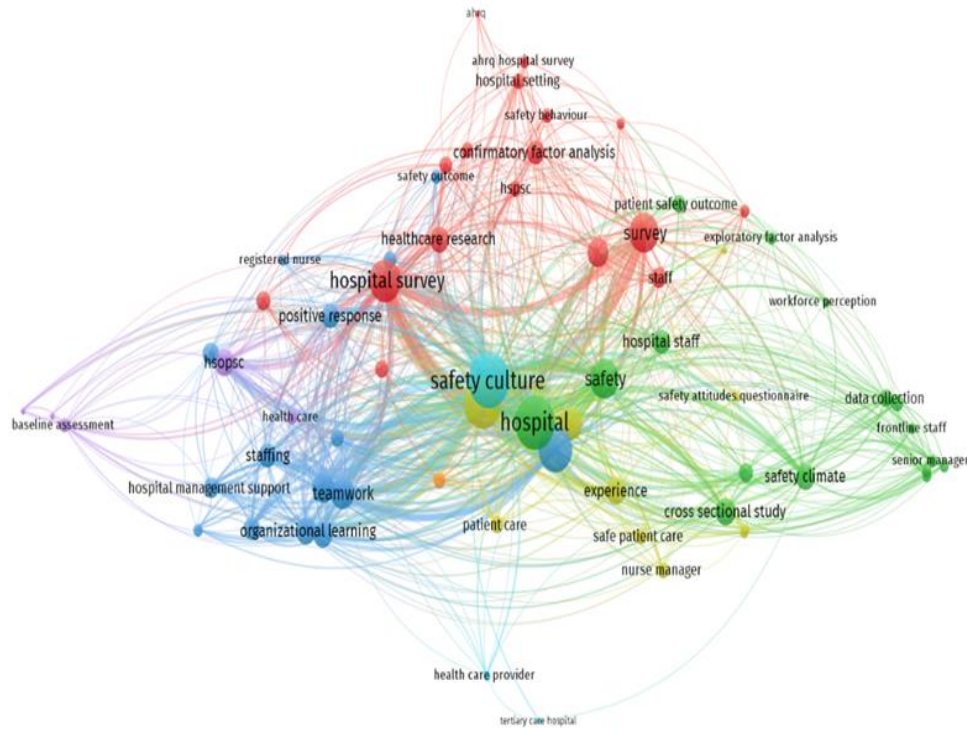 ahrq
ahrq hospital survey
hospital setting
safety behaviour
confirmatory factor analysis
safety outcome
hspsc
patient safety outcome
healthcare research
survey
exploratory factor analysis
registered nurse
hospital survey
staff
workforce perception
positive response
hospital staff
hsopsc
safety culture
safety
safety attitudes questionnaire
data collection
baseline assessment
health care
hospital
frontline staff
staffing
senior manager
hospital management support
teamwork
experience
safety climate
cross sectional study
organizational learning
patient care
safe patient care
nurse manager
health care provider
tertiary care hospital